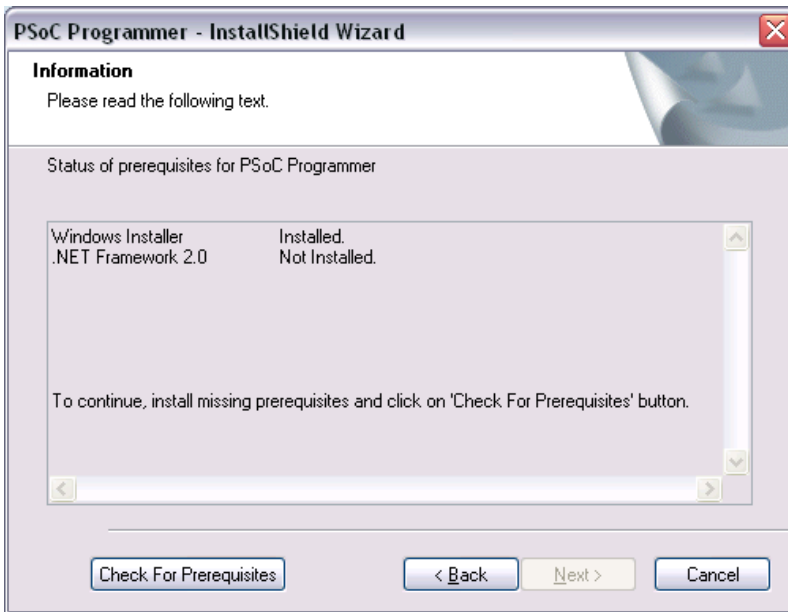 PSoC Programmer - InstallShield Wizard
Information
Please read the following text.
Status of prerequisites for PSoC Programmer
Windows Installer Installed.
.NET Framework 2.0 Not Installed.
To continue, install missing prerequisites and click on 'Check For Prerequisites' button.
Check For Prerequisites < Back Next > Cancel